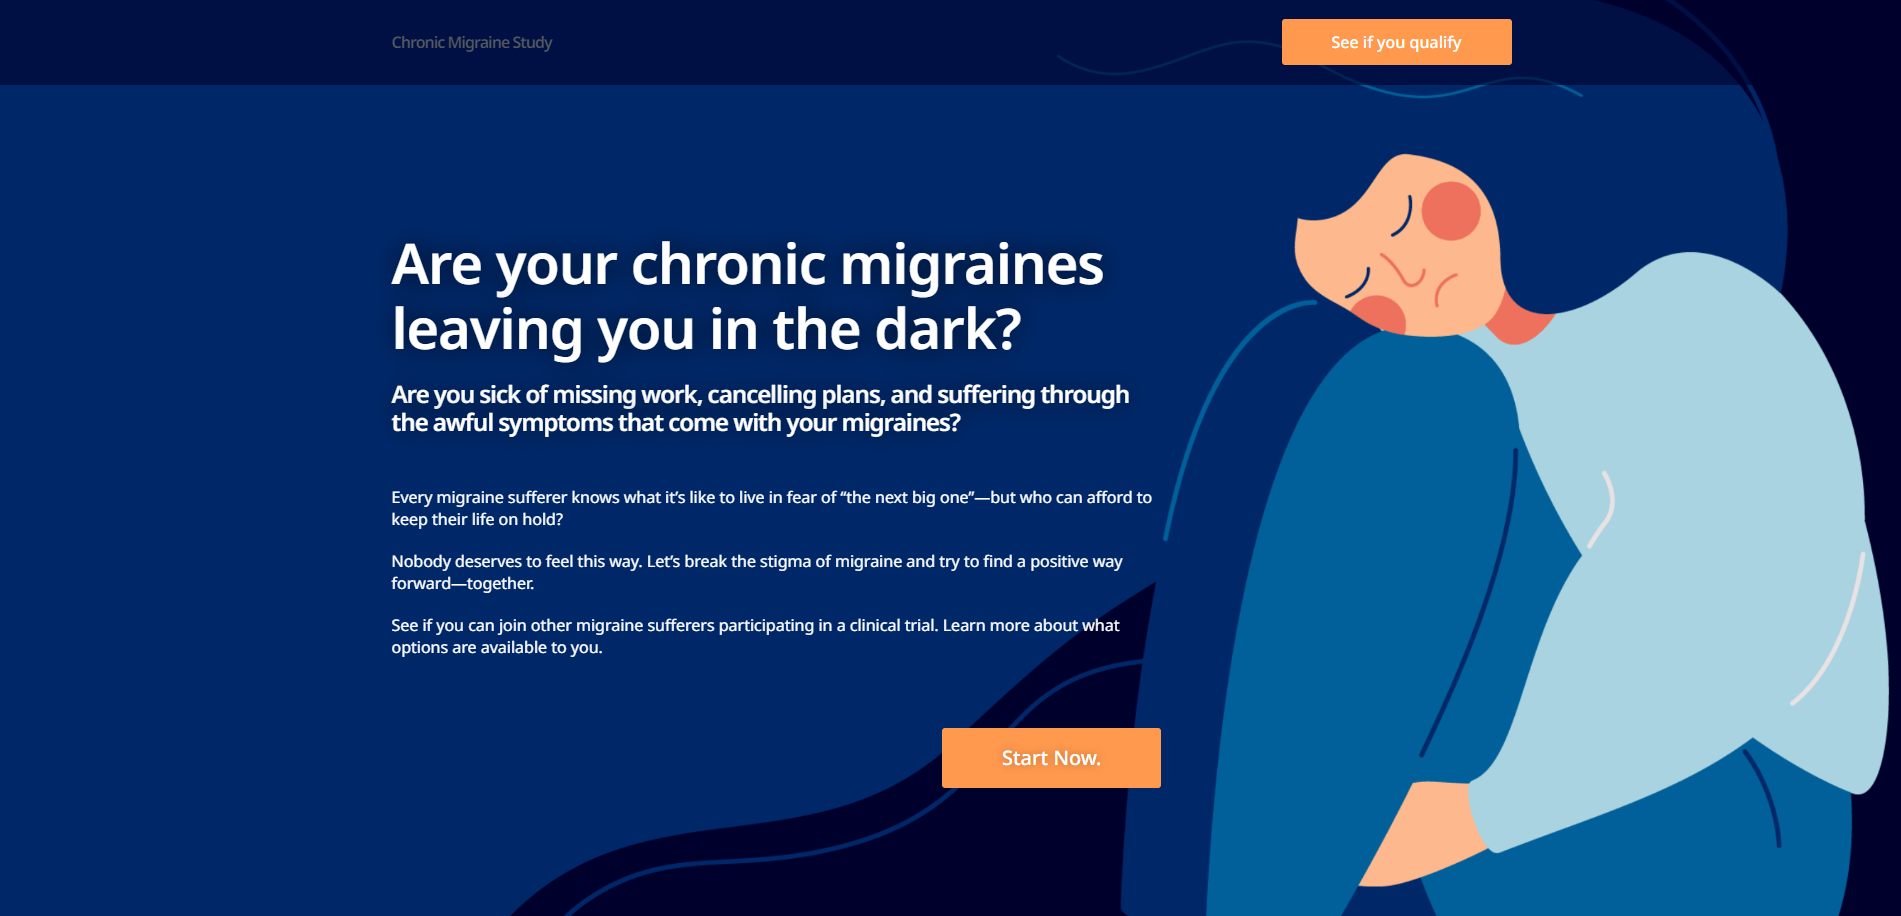 Chronic Migraine Study
See if you qualify
Are your chronic migraines
leaving you in the dark?
Are you sick of missing work, cancelling plans, and suffering through
the awful symptoms that come with your migraines?
Every migraine sufferer knows what it’s like to live in fear of “the next big one”—but who can afford to
keep their life on hold?
Nobody deserves to feel this way. Let’s break the stigma of migraine and try to find a positive way
forward—together.
See if you can join other migraine sufferers participating in a clinical trial. Learn more about what
options are available to you.
Start Now.